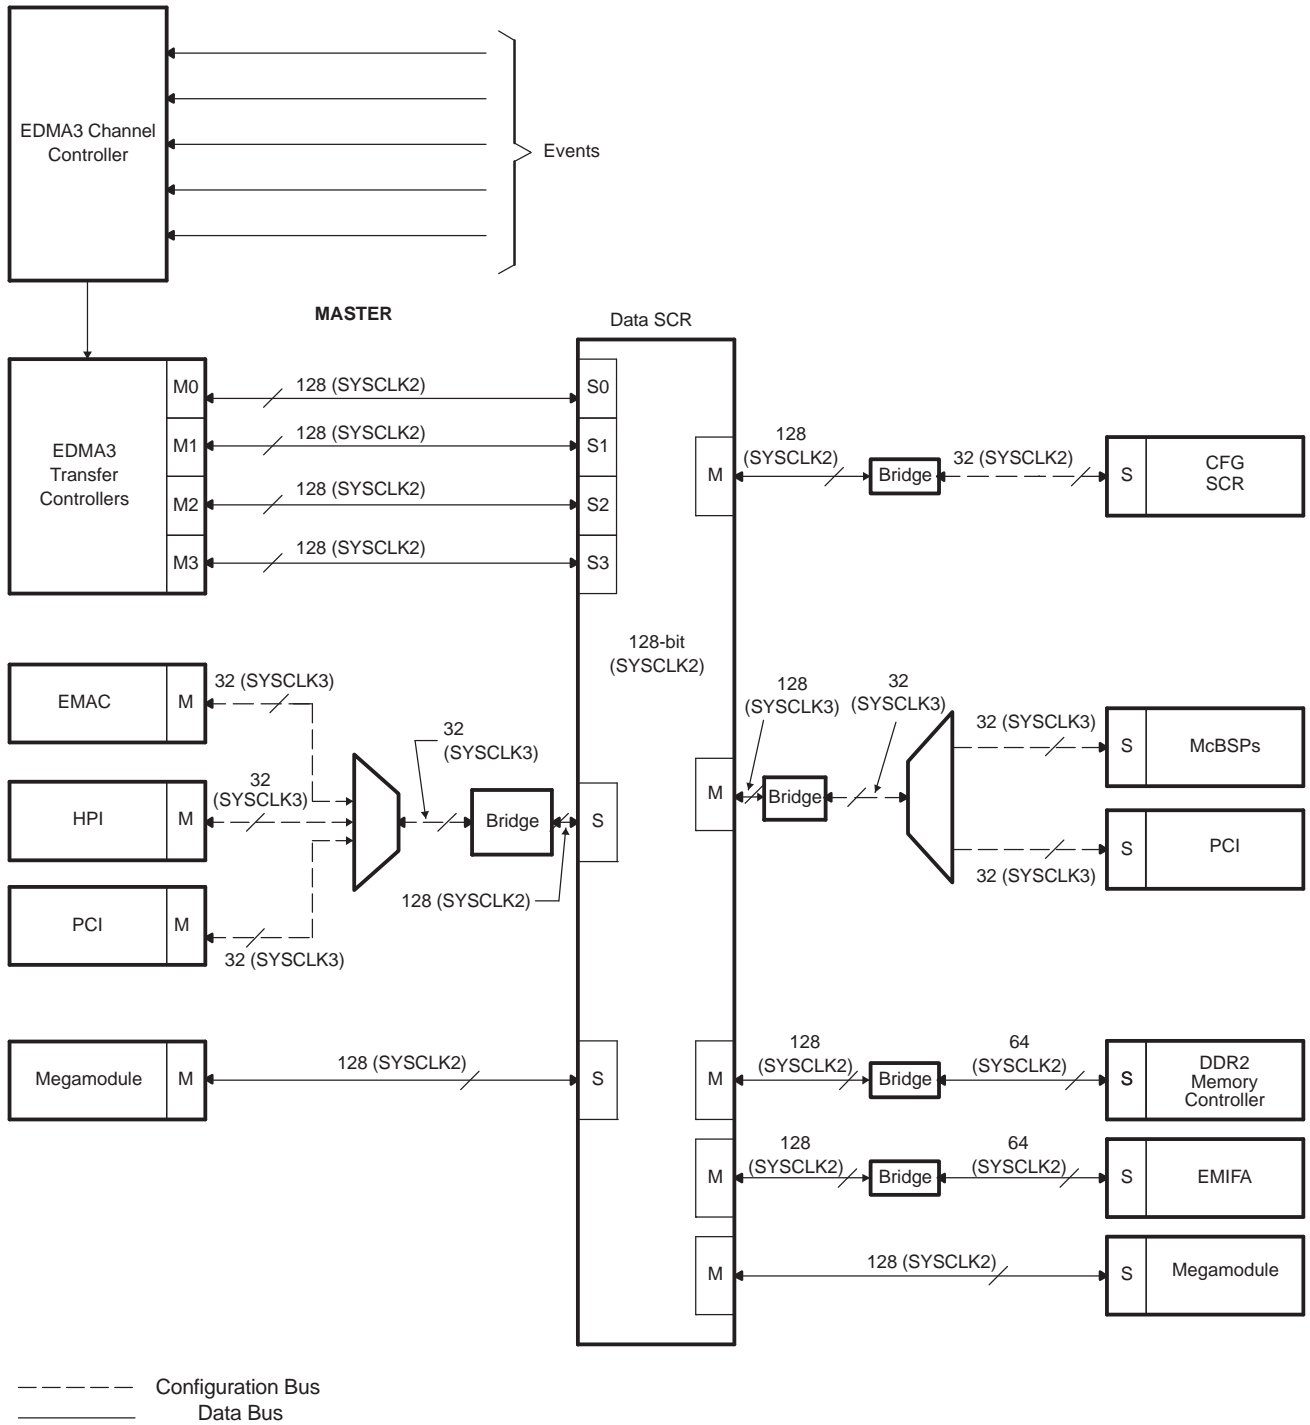 EDMA3 Channel
Controller
Events
MASTER
Data SCR
EDMA3
Transfer
Controllers
M0
128 (SYSCLK2)
S0
M1
128 (SYSCLK2)
S1
M2
128 (SYSCLK2)
S2
M3
128 (SYSCLK2)
S3
M
128
(SYSCLK2)
Bridge
32 (SYSCLK2)
S
CFG
SCR
128-bit
(SYSCLK2)
EMAC
M
32 (SYSCLK3)
HPI
M
32
(SYSCLK3)
PCI
M
32 (SYSCLK3)
32
(SYSCLK3)
Bridge
128 (SYSCLK2)
S
M
128
(SYSCLK3)
Bridge
32
(SYSCLK3)
32 (SYSCLK3)
S
McBSPs
32 (SYSCLK3)
S
PCI
Megamodule
M
128 (SYSCLK2)
S
M
128
(SYSCLK2)
Bridge
64
(SYSCLK2)
S
DDR2
Memory
Controller
M
128
(SYSCLK2)
Bridge
64
(SYSCLK2)
S
EMIFA
M
128 (SYSCLK2)
S
Megamodule
Configuration Bus
Data Bus